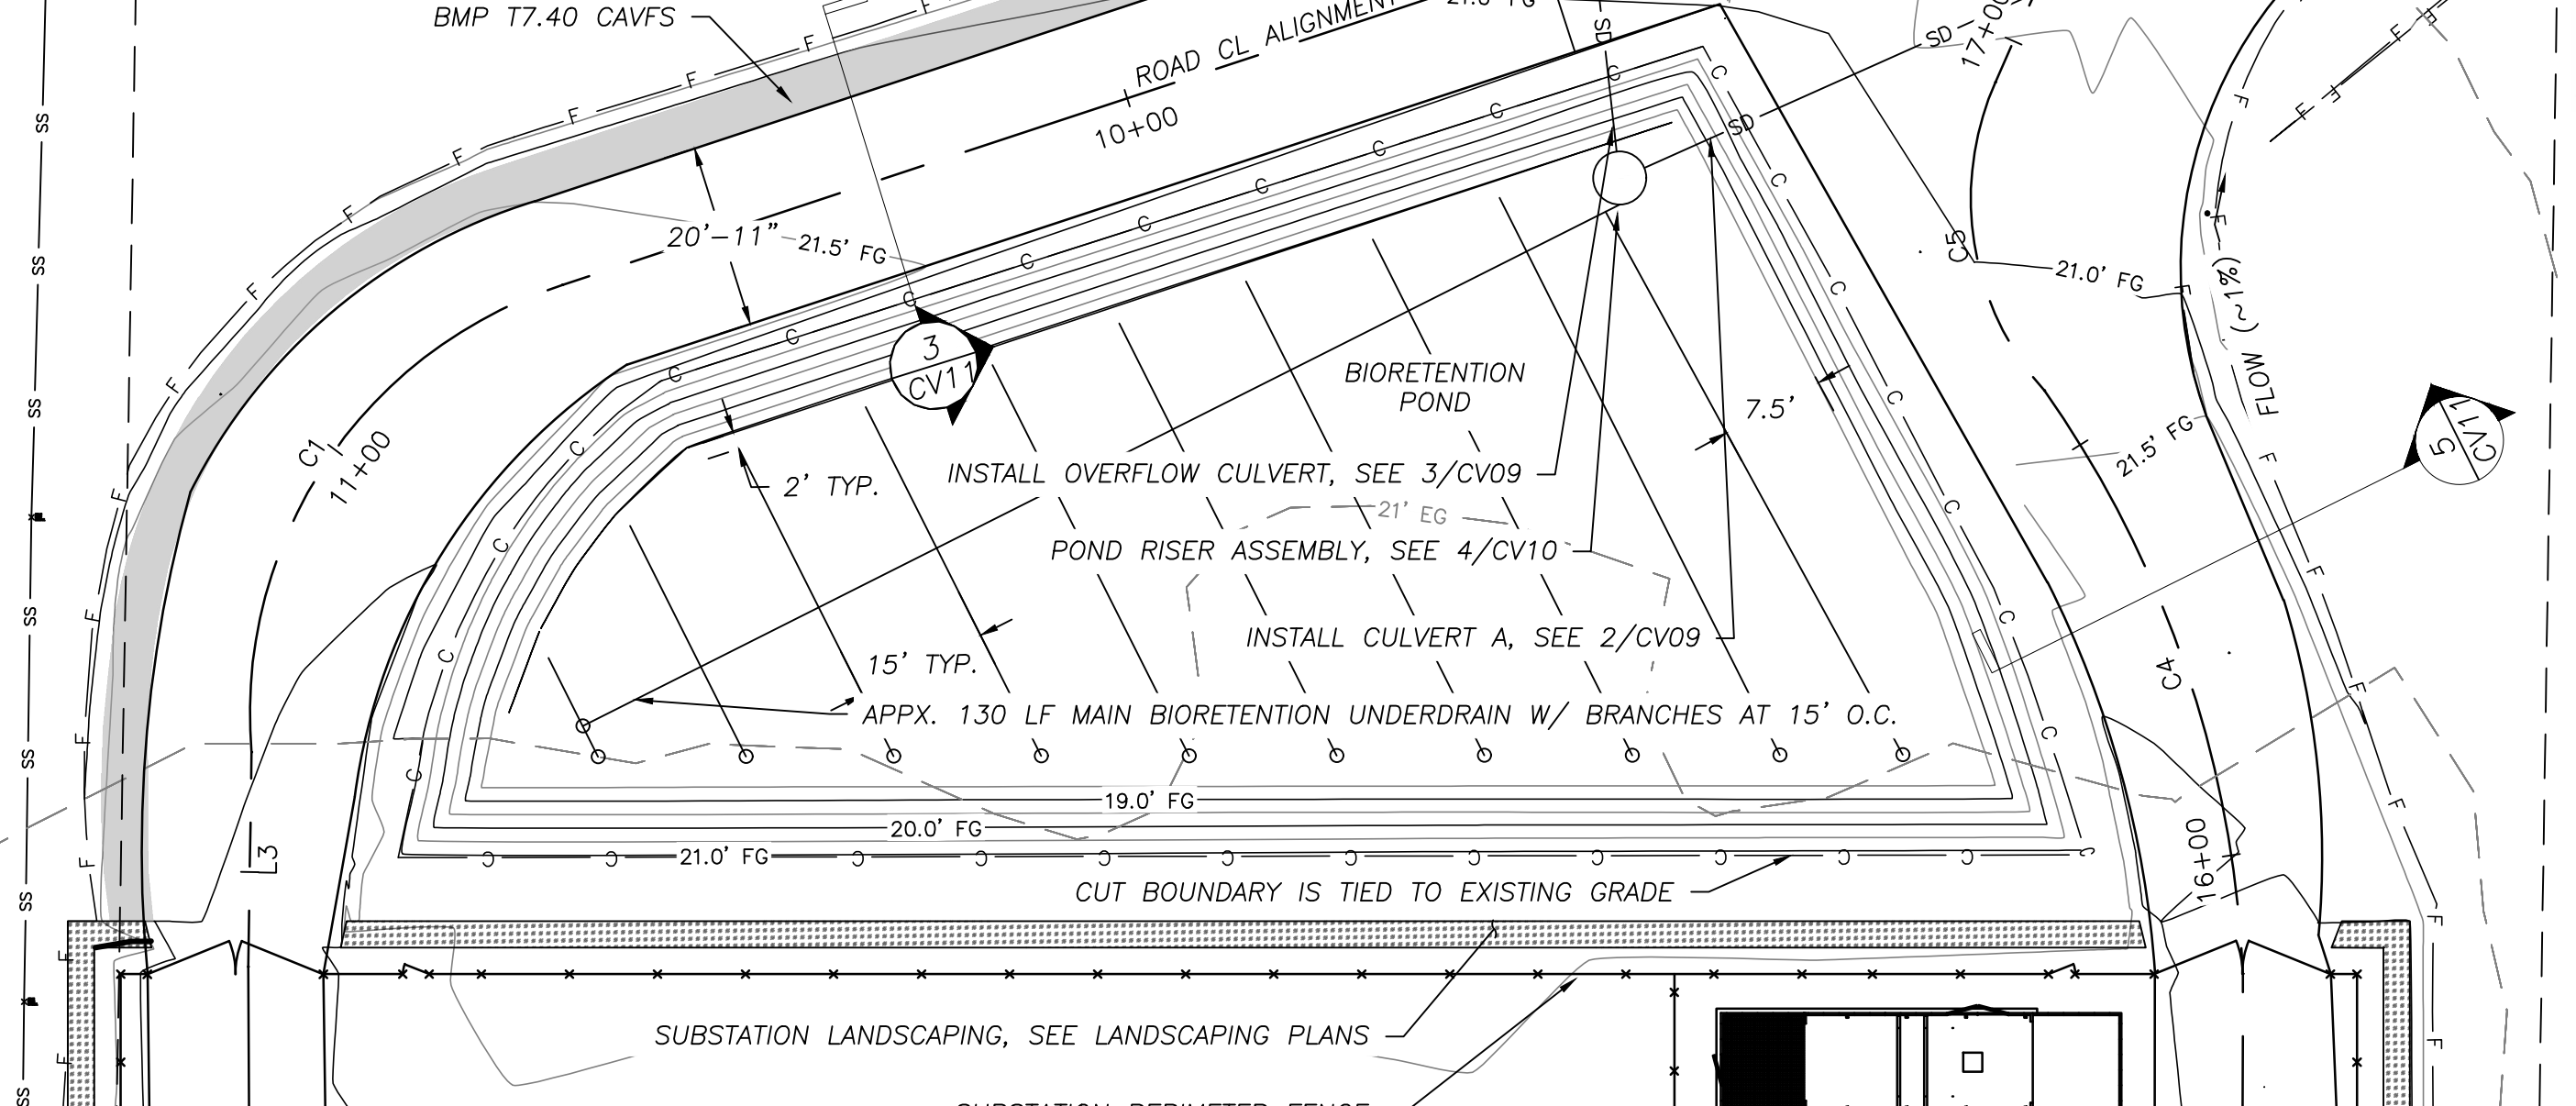 BMP T7.40 CAVFS
ROAD CL ALIGNMENT
10+00
SD
SD
SD
17+00
20'-11"
21.5' FG
C5
21.0' FG
FLOW (~1%)
3
CV11
BIORETENTION
POND
7.5'
C1
11+00
21.5' FG
5
CV11
INSTALL OVERFLOW CULVERT, SEE 3/CV09
2' TYP.
21' EG
POND RISER ASSEMBLY, SEE 4/CV10
INSTALL CULVERT A, SEE 2/CV09
15' TYP.
C4
APPX. 130 LF MAIN BIORETENTION UNDERDRAIN W/ BRANCHES AT 15' O.C.
19.0' FG
20.0' FG
21.0' FG
L3
16+00
CUT BOUNDARY IS TIED TO EXISTING GRADE
SUBSTATION LANDSCAPING, SEE LANDSCAPING PLANS
SS
SS
SS
SS
SS
SS
SS